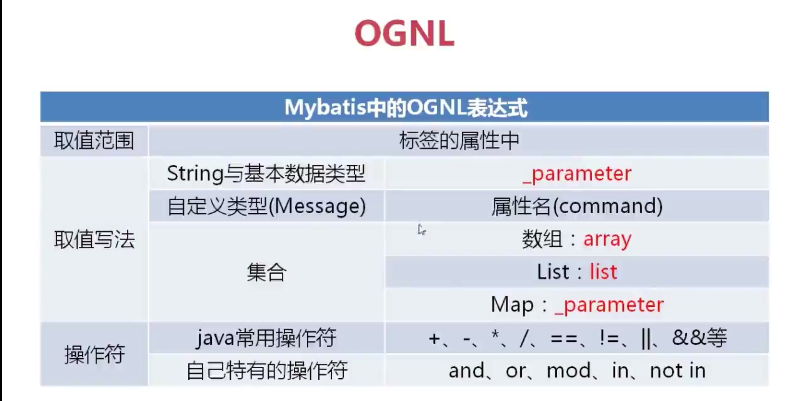 OGNL
Mybatis中的OGNL表达式
取值范围 标签的属性中
取值写法 String与基本数据类型 _parameter
自定义类型(Message) 属性名(command)
集合 数组：array
List：list
Map：_parameter
操作符 java常用操作符 +、-、*、/、==、!=、||、&&等
自己特有的操作符 and、or、mod、in、not in